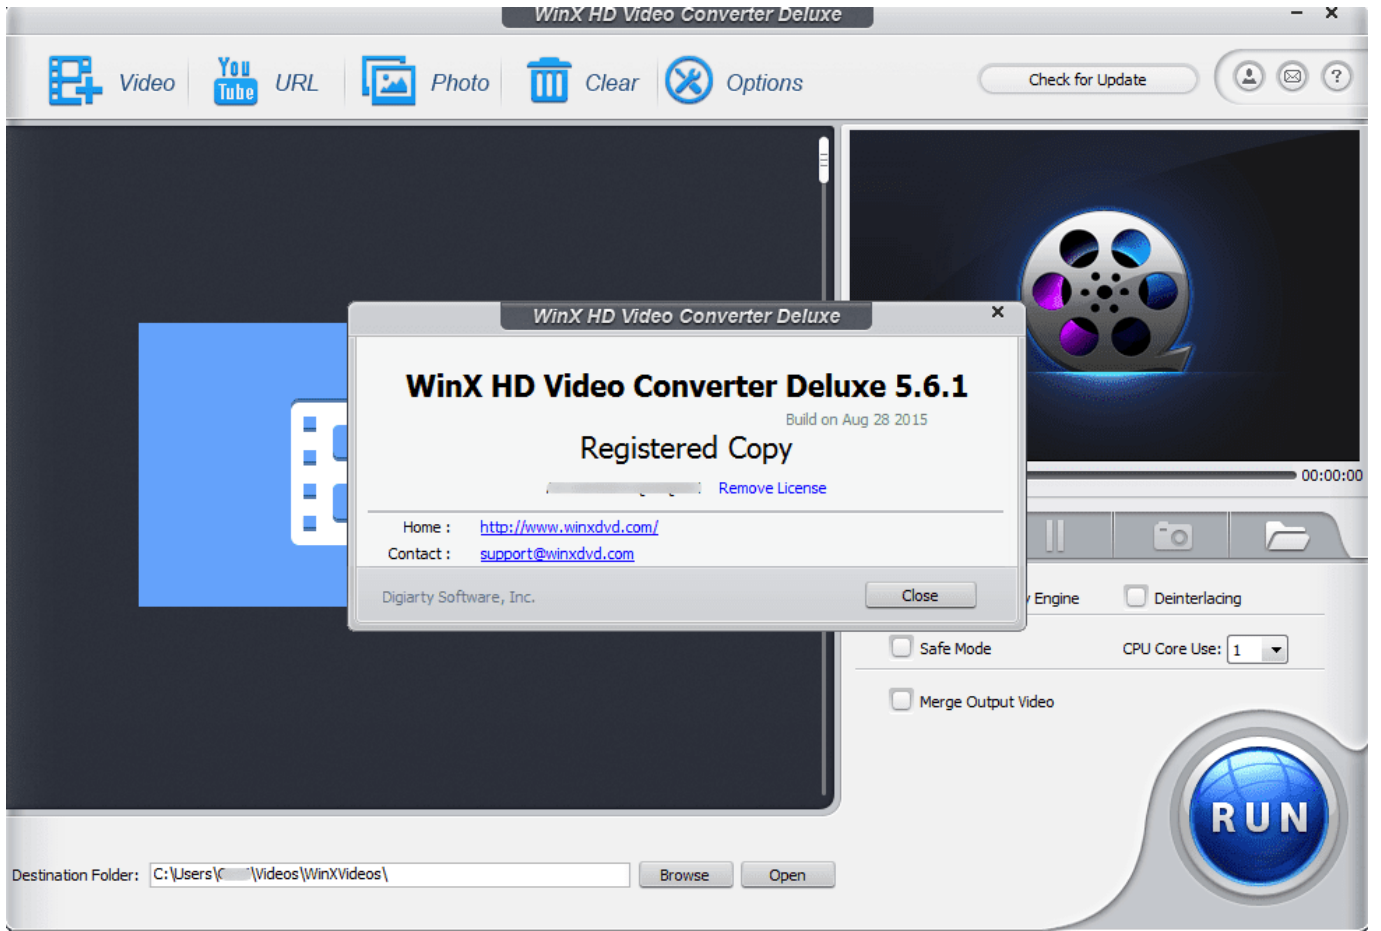 WinX HD Video Converter Deluxe
Video
You Tube
URL
Photo
Clear
Options
Check for Update
?
WinX HD Video Converter Deluxe
WinX HD Video Converter Deluxe 5.6.1
Build on Aug 28 2015
Registered Copy
Remove License
Home : http://www.winxdvd.com/
Contact : support@winxdvd.com
Digiarty Software, Inc.
Close
00:00:00
Engine
Deinterlacing
Safe Mode
CPU Core Use: 1
Merge Output Video
RUN
Destination Folder: C:\Users\ \Videos\WinXVideos\
Browse
Open